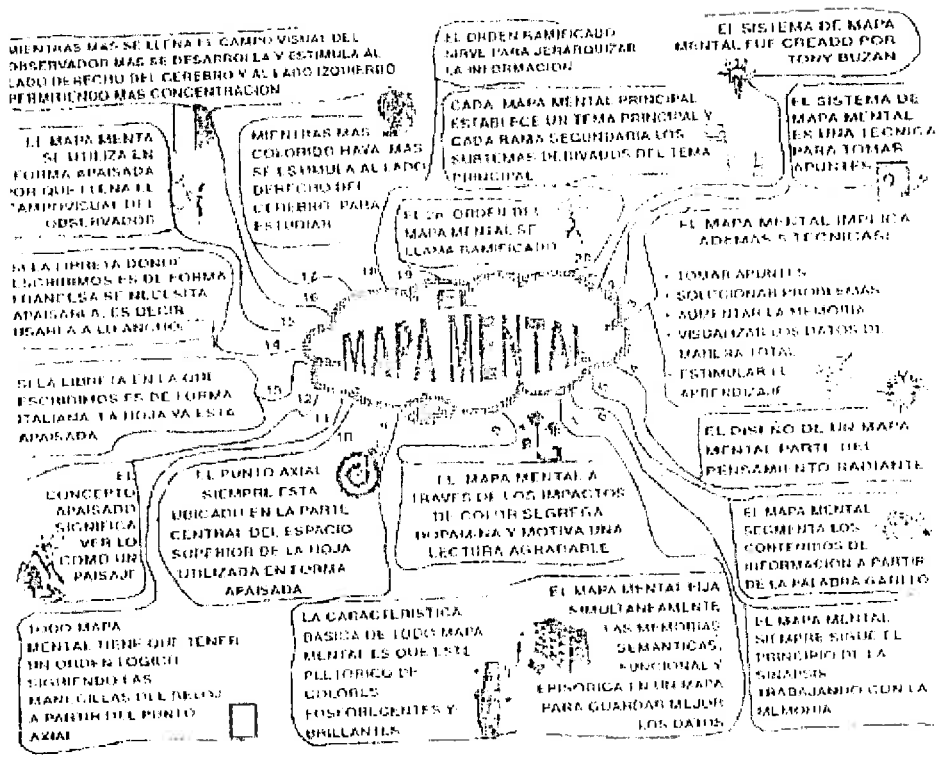 MIENTRAS MAS SE LLENA EL CAMPO VISUAL DEL
OBSERVADOR MAS SE DESARROLLA Y ESTIMULA AL
LADO DERECHO DEL CEREBRO Y AL LADO IZQUIERRO
PERMITIENDO MAS CONCENTRACION
EL MAPA MENTA
SE UTILIZA EN
FORMA APAISADA
POR QUE LLENA EL
CAMPO VISUAL DEL
OBSERVADOR
MIENTRAS MAS
COLORIDO HAYA MAS
SE ESTIMULA AL LADO
DERECHO DEL
CEREBRO PARA
ESTUDIAR
EL ORDEN RAMIFICADO
SIRVE PARA JERARQUIZAR
LA INFORMACION
CADA MAPA MENTAL PRINCIPAL
ESTABLECE UN TEMA PRINCIPAL Y
CADA RAMA SECUNDARIA LOS
SUBTEMAS DERIVADOS DEL TEMA
PRINCIPAL
ORDEN DEL
MAPA MENTAL SE
LLAMA RAMIFICADO
EL SISTEMA DE MAPA
MENTAL FUE CREADO POR
TONY BUZAN
EL SISTEMA DE
MAPA MENTAL
ES UNA TECNICA
PARA TOMAR
APUNTES
EL MAPA MENTAL IMPLICA
ADEMAS 5 TECNICAS:
• TOMAR APUNTES
• SOLUCIONAR PROBLEMAS
• AUMENTAR LA MEMORIA
• VISUALIZAR LOS DATOS DE
MANERA TOTAL
• ESTIMULAR EL
APRENDIZAJE
SI LA LIBRETA DONDE
ESCRIBIMOS ES DE FORMA
FRANCESA SE NECESITA
APAISARLA, ES DECIR
USARLA A LO ANCHO
17
16
15
14
18
19
20
MAPA MENTAL
SI LA LIBRETA EN LA QUE
ESCRIBIMOS ES DE FORMA
ITALIANA LA HOJA YA ESTA
APAISADA
12
11
10
EL
CONCEPTO
APAISADO
SIGNIFICA
VER LO
COMO UN
PAISAJE
EL PUNTO AXIAL
SIEMPRE ESTA
UBICADO EN LA PARTE
CENTRAL DEL ESPACIO
SUPERIOR DE LA HOJA
UTILIZADA EN FORMA
APAISADA
EL MAPA MENTAL A
TRAVES DE LOS IMPACTOS
DE COLOR SEGREGA
DOPAMINA Y MOTIVA UNA
LECTURA AGRADABLE
EL DISEÑO DE UN MAPA
MENTAL PARTE DEL
PENSAMIENTO RADIANTE
EL MAPA MENTAL
SEGMENTA LOS
CONTENIDOS DE
INFORMACION A PARTIR
DE LA PALABRA GATILLO
TODO MAPA
MENTAL TIENE QUE TENER
UN ORDEN LOGICO
SIGUIENDO LAS
MANECILLAS DEL RELOJ
A PARTIR DEL PUNTO
AXIAL
LA CARACTERISTICA
BASICA DE TODO MAPA
MENTAL ES QUE ESTE
PLETORICO DE
COLORES
FOSFORECENTES Y
BRILLANTES
EL MAPA MENTAL FIJA
SIMULTANEAMENTE
LAS MEMORIAS
SEMANTICAS,
FUNCIONAL Y
EPISORICA EN UN MAPA
PARA GUARDAR MEJOR
LOS DATOS
EL MAPA MENTAL
SIEMPRE SIGUE EL
PRINCIPIO DE LA
SINAPSIS
TRABAJANDO CON LA
MEMORIA